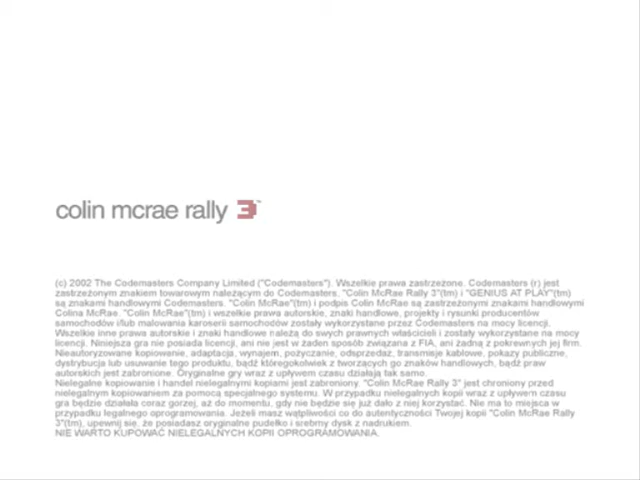 colin mcrae rally 3™
(c) 2002 The Codemasters Company Limited ("Codemasters"). Wszelkie prawa zastrzeżone. Codemasters (r) jest
zastrzeżonym znakiem towarowym należącym do Codemasters. "Colin McRae Rally 3"(tm) i "GENIUS AT PLAY"(tm)
są znakami handlowymi Codemasters. "Colin McRae"(tm) i podpis Colin McRae są zastrzeżonymi znakami handlowymi
Colina McRae. "Colin McRae"(tm) i wszelkie prawa autorskie, znaki handlowe, projekty i rysunki producentów
samochodów i/lub malowania karoserii samochodów zostały wykorzystane przez Codemasters na mocy licencji.
Wszelkie inne prawa autorskie i znaki handlowe należą do swych prawnych właścicieli i zostały wykorzystane na mocy
licencji. Niniejsza gra nie posiada licencji, ani nie jest w żaden sposób związana z FIA, ani żadną z pokrewnych jej firm.
Nieautoryzowane kopiowanie, adaptacja, wynajem, pożyczanie, odsprzedaż, transmisje kablowe, pokazy publiczne,
dystrybucja lub usuwanie tego produktu, bądź któregokolwiek z tworzących go znaków handlowych, bądź praw
autorskich jest zabronione. Oryginalne gry wraz z upływem czasu działają tak samo.
Nielegalne kopiowanie i handel nielegalnymi kopiami jest zabroniony. "Colin McRae Rally 3" jest chroniony przed
nielegalnym kopiowaniem za pomocą specjalnego systemu. W przypadku nielegalnych kopii wraz z upływem czasu
gra będzie działała coraz gorzej, aż do momentu, gdy nie będzie się już dało z niej korzystać. Nie ma to miejsca w
przypadku legalnego oprogramowania. Jeżeli masz wątpliwości co do autentyczności Twojej kopii "Colin McRae Rally
3"(tm), upewnij się, że posiadasz oryginalne pudełko i srebrny dysk z nadrukiem.
NIE WARTO KUPOWAĆ NIELEGALNYCH KOPII OPROGRAMOWANIA.